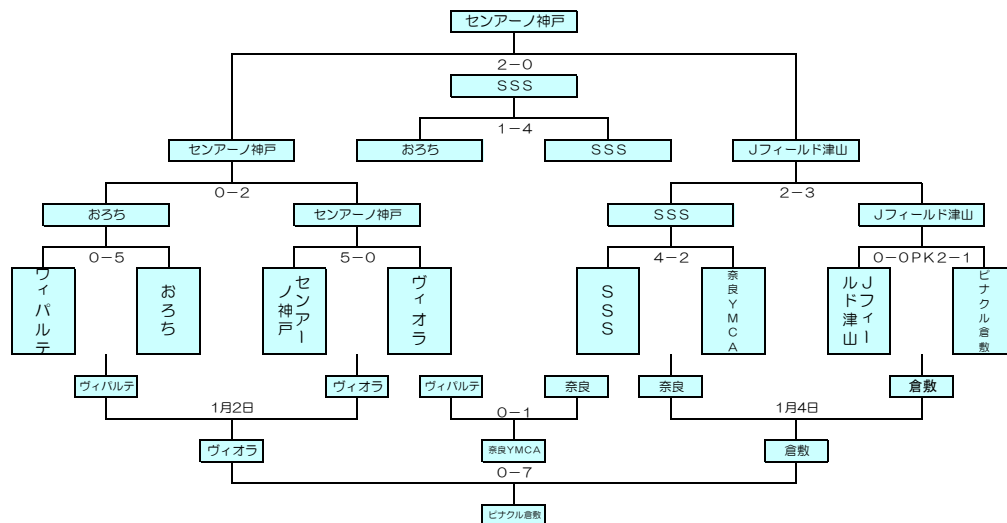 センアーノ神戸
2-0
SSS
1-4
センアーノ神戸
おろち
SSS
Jフィールド津山
0-2
2-3
おろち
センアーノ神戸
SSS
Jフィールド津山
0-5
5-0
4-2
0-0PK2-1
ヴィパルテ
おろち
センアーノ神戸
ヴィオラ
SSS
奈良YMCA
Jフィールド津山
ピナクル倉敷
ヴィパルテ
ヴィオラ
ヴィパルテ
奈良
奈良
倉敷
1月2日
0-1
1月4日
ヴィオラ
奈良YMCA
倉敷
0-7
ピナクル倉敷